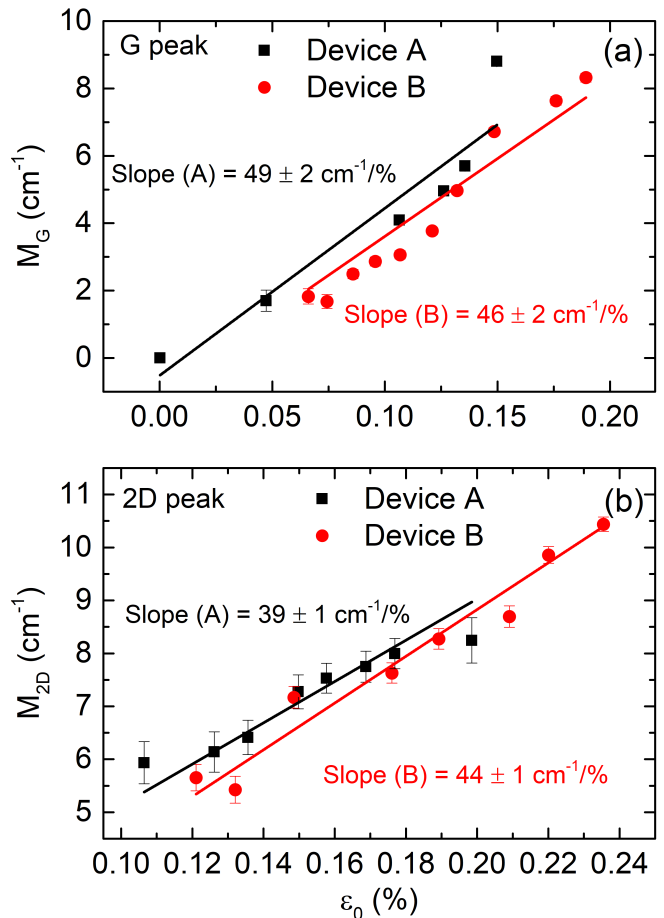 10
8
6
4
2
0
M_G (cm⁻¹)
G peak
Device A
Device B
(a)
Slope (A) = 49 ± 2 cm⁻¹/%
Slope (B) = 46 ± 2 cm⁻¹/%
0.00 0.05 0.10 0.15 0.20
11
10
9
8
7
6
5
M_2D (cm⁻¹)
2D peak
Device A
Device B
(b)
Slope (A) = 39 ± 1 cm⁻¹/%
Slope (B) = 44 ± 1 cm⁻¹/%
0.10 0.12 0.14 0.16 0.18 0.20 0.22 0.24
ε₀ (%)